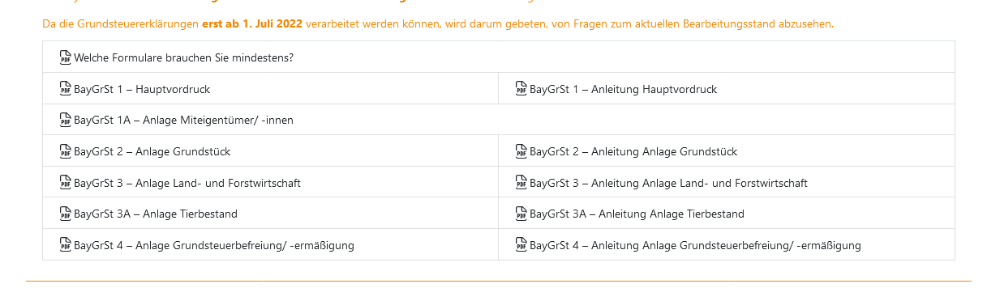 Da die Grundsteuererklärungen erst ab 1. Juli 2022 verarbeitet werden können, wird darum gebeten, von Fragen zum aktuellen Bearbeitungsstand abzusehen.
Welche Formulare brauchen Sie mindestens?
BayGrSt 1 – Hauptvordruck
BayGrSt 1 – Anleitung Hauptvordruck
BayGrSt 1A – Anlage Miteigentümer/ -innen
BayGrSt 2 – Anlage Grundstück
BayGrSt 2 – Anleitung Anlage Grundstück
BayGrSt 3 – Anlage Land- und Forstwirtschaft
BayGrSt 3 – Anleitung Anlage Land- und Forstwirtschaft
BayGrSt 3A – Anlage Tierbestand
BayGrSt 3A – Anleitung Anlage Tierbestand
BayGrSt 4 – Anlage Grundsteuerbefreiung/ -ermäßigung
BayGrSt 4 – Anleitung Anlage Grundsteuerbefreiung/ -ermäßigung